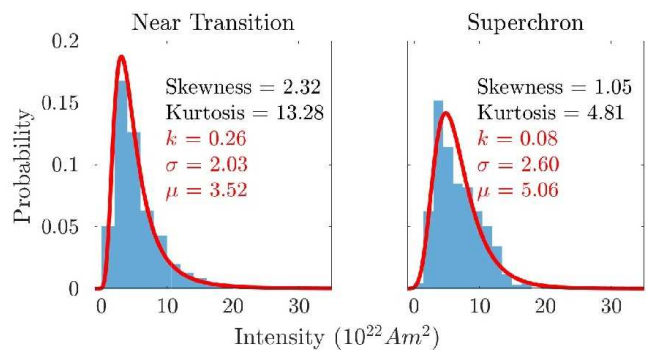 Near Transition
Superchron
0.2
0.15
0.1
0.05
0
Probability
Skewness = 2.32
Kurtosis = 13.28
k = 0.26
σ = 2.03
μ = 3.52
Skewness = 1.05
Kurtosis = 4.81
k = 0.08
σ = 2.60
μ = 5.06
0 10 20 30
0 10 20 30
Intensity (10²²Am²)